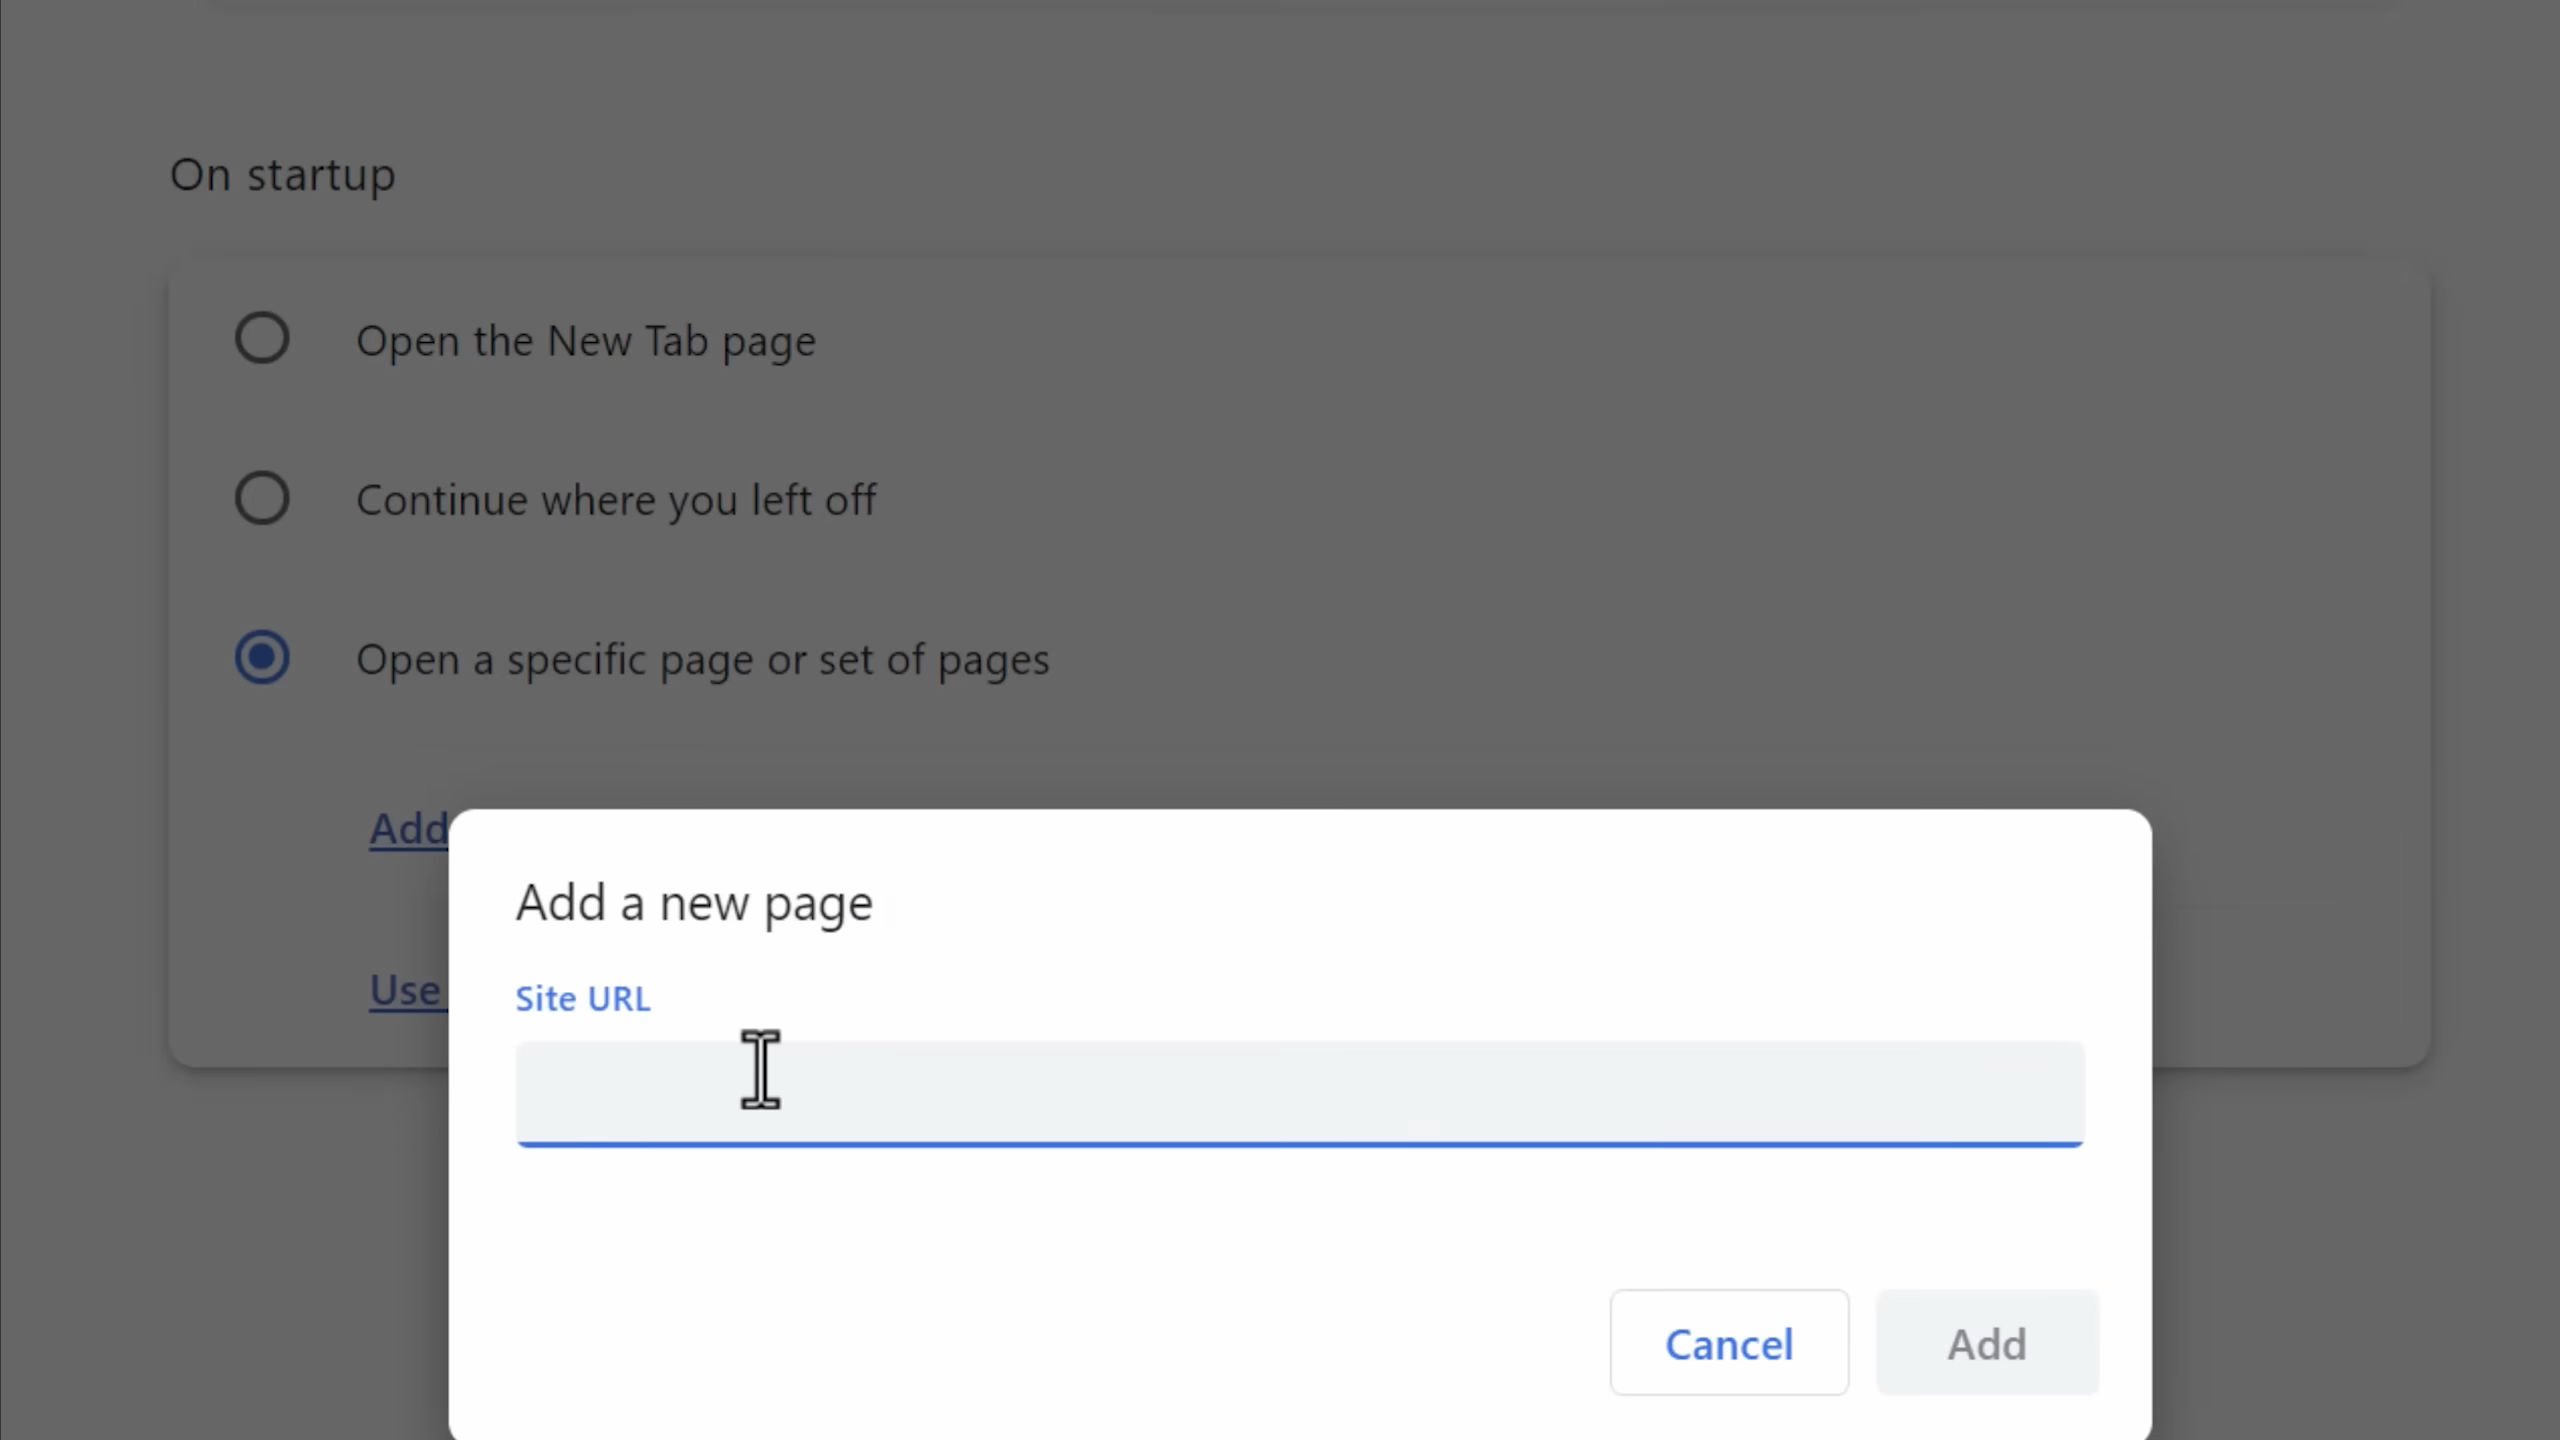 On startup
Open the New Tab page
Continue where you left off
Open a specific page or set of pages
Add
Add a new page
Use
Site URL
Cancel
Add